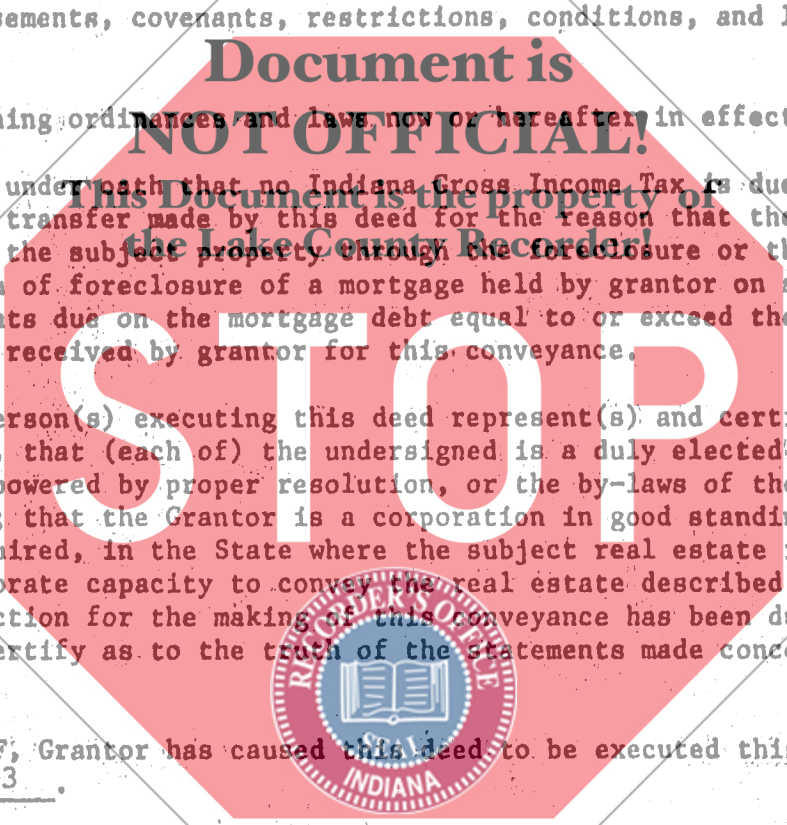 sements, covenants, restrictions, conditions, and
Document is
ning ordinances and laws now or hereafter in effect
NOT OFFICIAL!
under oath that no Indiana Gross Income Tax is due
This Document is the property of
transfer made by this deed for the reason that the
the Lake County Recorder!
the subject property through the foreclosure or th
of foreclosure of a mortgage held by grantor on
ts due on the mortgage debt equal to or exceed the
received by grantor for this conveyance.
STOP
erson(s) executing this deed represent(s) and cert
that (each of) the undersigned is a duly elected
powered by proper resolution, or the by-laws of the
that the Grantor is a corporation in good standi
uired, in the State where the subject real estate
orate capacity to convey the real estate described
ction for the making of this conveyance has been d
ertify as to the truth of the statements made conc
RECORDER'S OFFICE
SEAL
INDIANA
F, Grantor has caused this deed to be executed thi
3 .